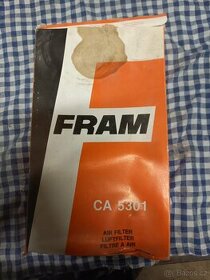 FRAM
CA 5301
AIR FILTER
LUFTFILTER
FILTRE A AIR